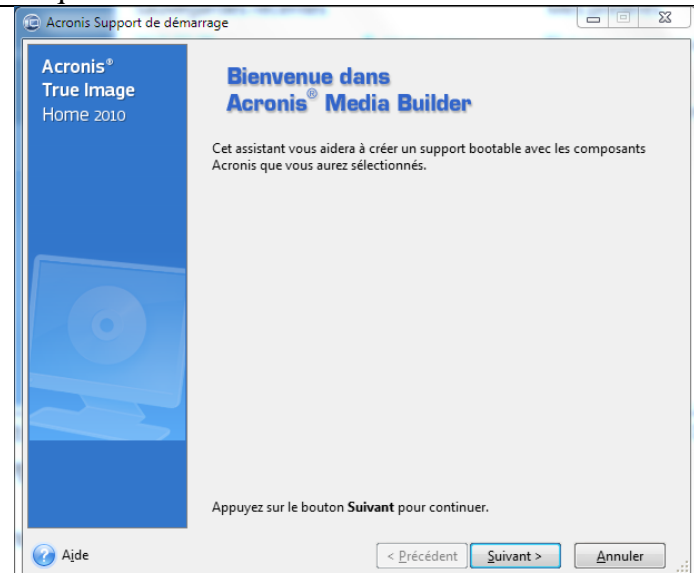 Acronis Support de démarrage
Acronis®
True Image
Home 2010
Bienvenue dans
Acronis® Media Builder
Cet assistant vous aidera à créer un support bootable avec les composants
Acronis que vous aurez sélectionnés.
Appuyez sur le bouton Suivant pour continuer.
Aide
< Précédent
Suivant >
Annuler